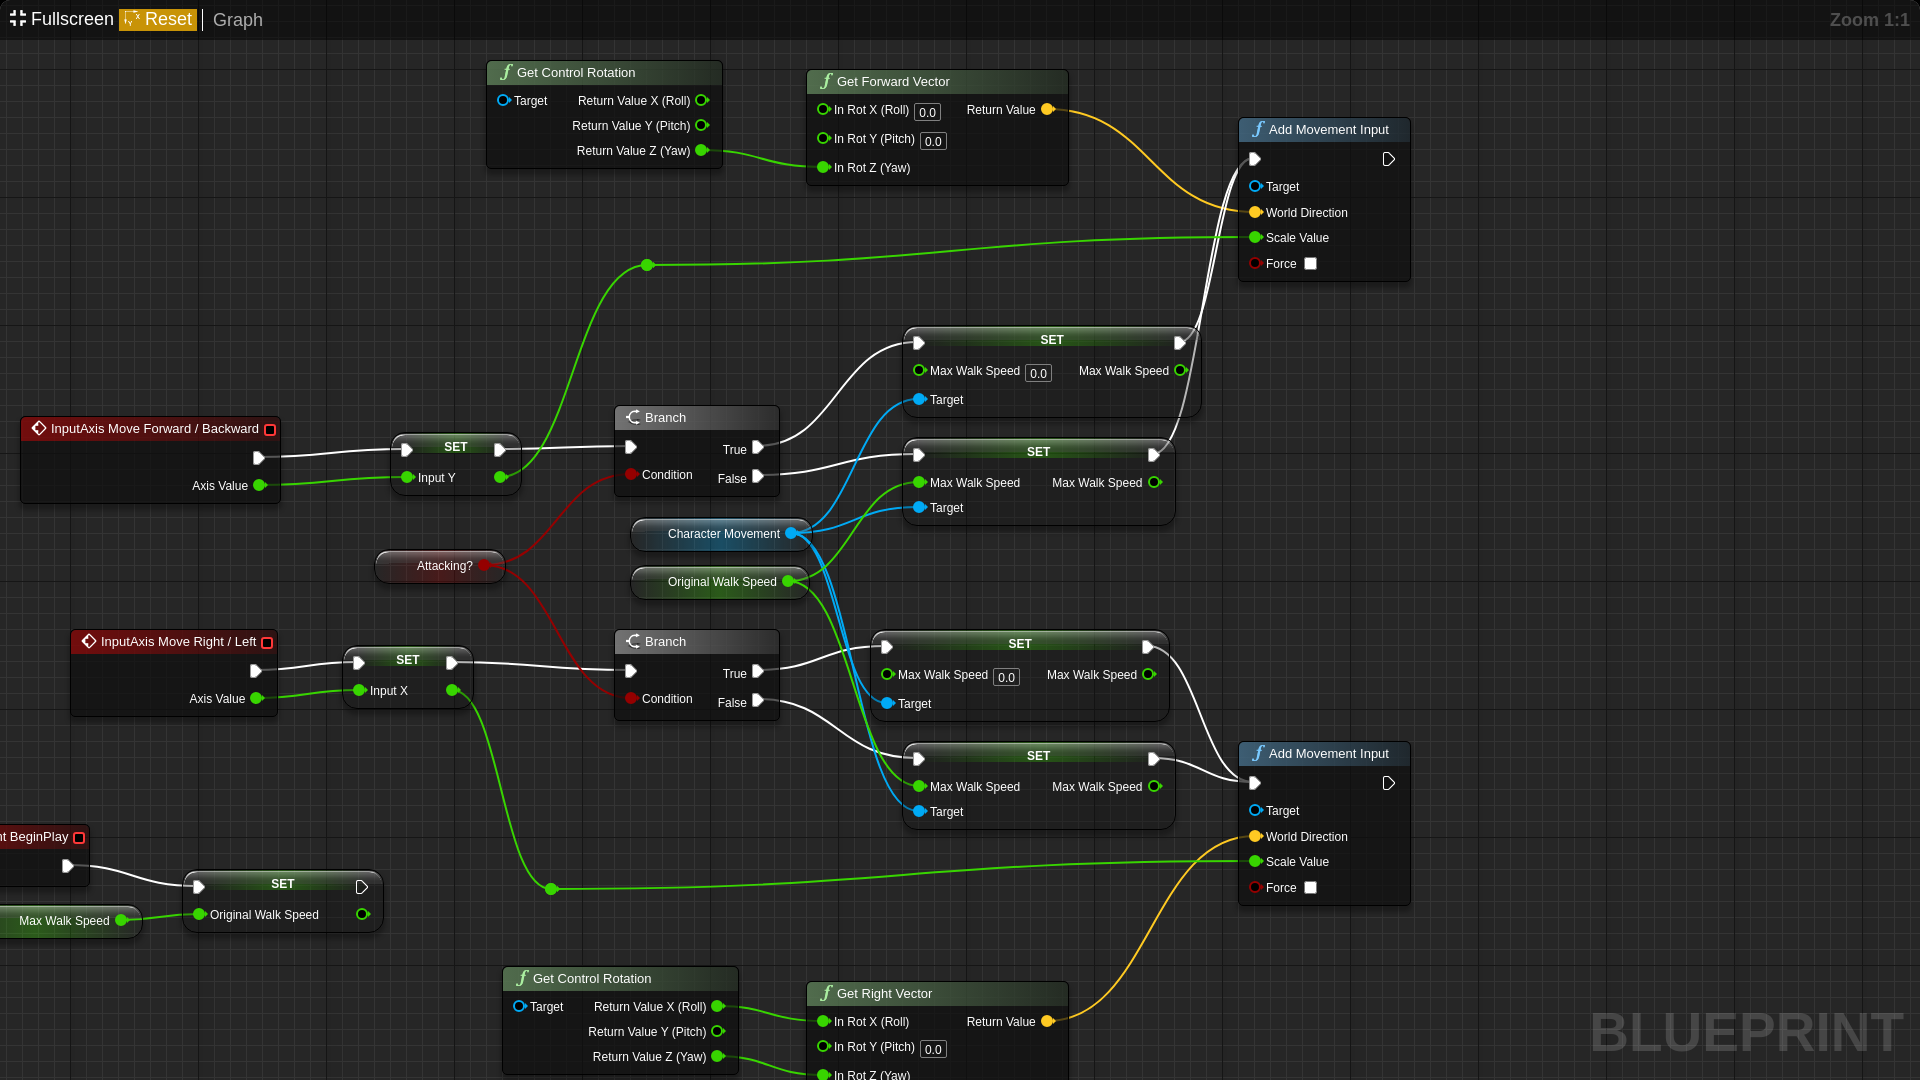 Fullscreen Reset Graph Zoom 1:1
Get Control Rotation
Target Return Value X (Roll)
Return Value Y (Pitch)
Return Value Z (Yaw)
Get Forward Vector
In Rot X (Roll) 0.0 Return Value
In Rot Y (Pitch) 0.0
In Rot Z (Yaw)
Add Movement Input
Target
World Direction
Scale Value
Force
SET
Max Walk Speed 0.0 Max Walk Speed
Target
InputAxis Move Forward / Backward
Axis Value
SET
Input Y
Branch
True
Condition
False
SET
Max Walk Speed Max Walk Speed
Target
Character Movement
Attacking?
Original Walk Speed
InputAxis Move Right / Left
Axis Value
SET
Input X
Branch
True
Condition
False
SET
Max Walk Speed 0.0 Max Walk Speed
Target
SET
Max Walk Speed Max Walk Speed
Target
Add Movement Input
Target
World Direction
Scale Value
Force
nt BeginPlay
SET
Max Walk Speed
Original Walk Speed
Get Control Rotation
Target Return Value X (Roll)
Return Value Y (Pitch)
Return Value Z (Yaw)
Get Right Vector
In Rot X (Roll) Return Value
In Rot Y (Pitch) 0.0
In Rot Z (Yaw)
BLUEPRINT